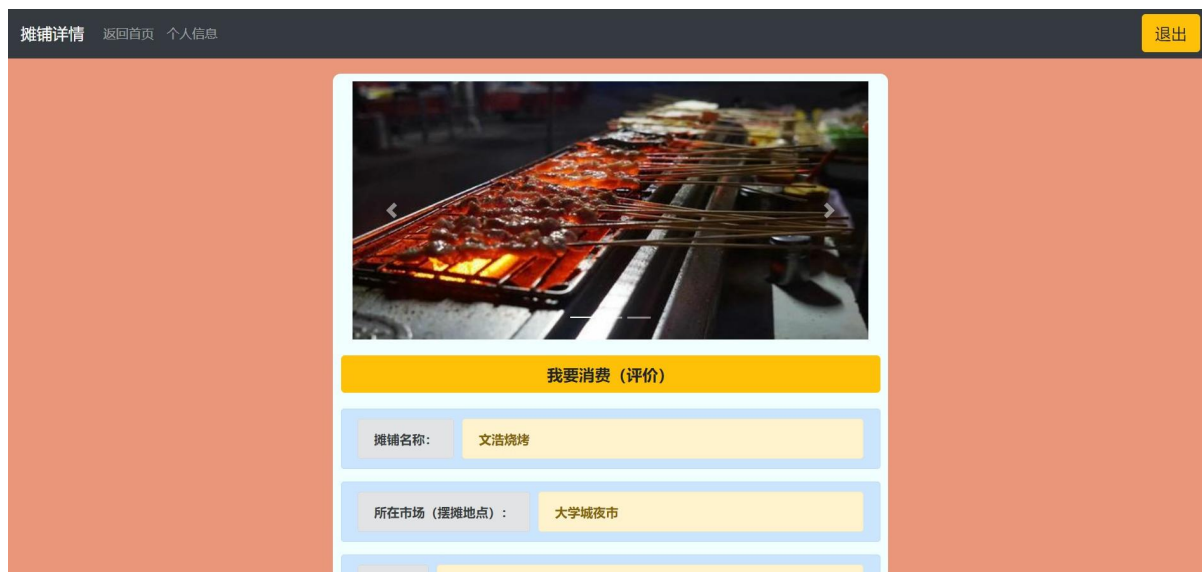 摊铺详情 返回首页 个人信息 退出
我要消费（评价）
摊铺名称： 文浩烧烤
所在市场（摆摊地点）： 大学城夜市